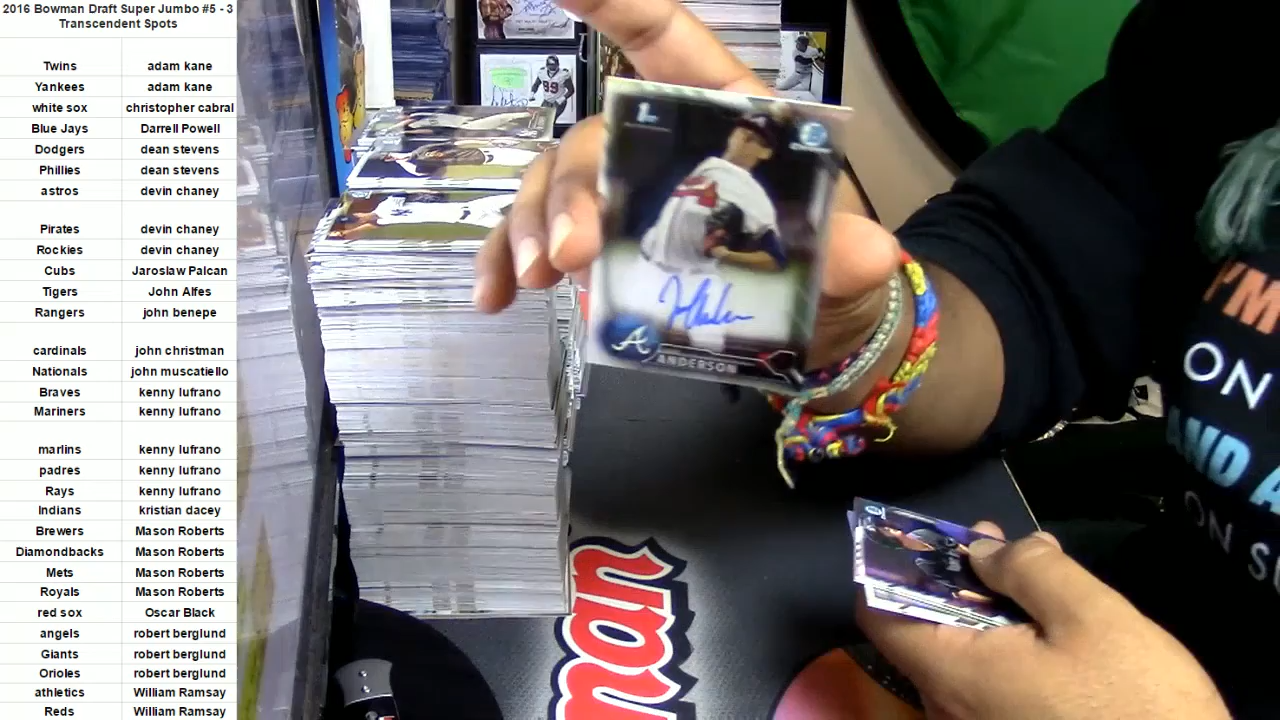 2016 Bowman Draft Super Jumbo #5 - 3
Transcendent Spots
Twins adam kane
Yankees adam kane
white sox christopher cabral
Blue Jays Darrell Powell
Dodgers dean stevens
Phillies dean stevens
astros devin chaney
Pirates devin chaney
Rockies devin chaney
Cubs Jaroslaw Palcan
Tigers John Alfes
Rangers john benepe
cardinals john christman
Nationals john muscatiello
Braves kenny lufrano
Mariners kenny lufrano
marlins kenny lufrano
padres kenny lufrano
Rays kenny lufrano
Indians kristian dacey
Brewers Mason Roberts
Diamondbacks Mason Roberts
Mets Mason Roberts
Royals Mason Roberts
red sox Oscar Black
angels robert berglund
Giants robert berglund
Orioles robert berglund
athletics William Ramsay
Reds William Ramsay
1st
A
ANDERSON
99
I'M
ON
AND A
ON S